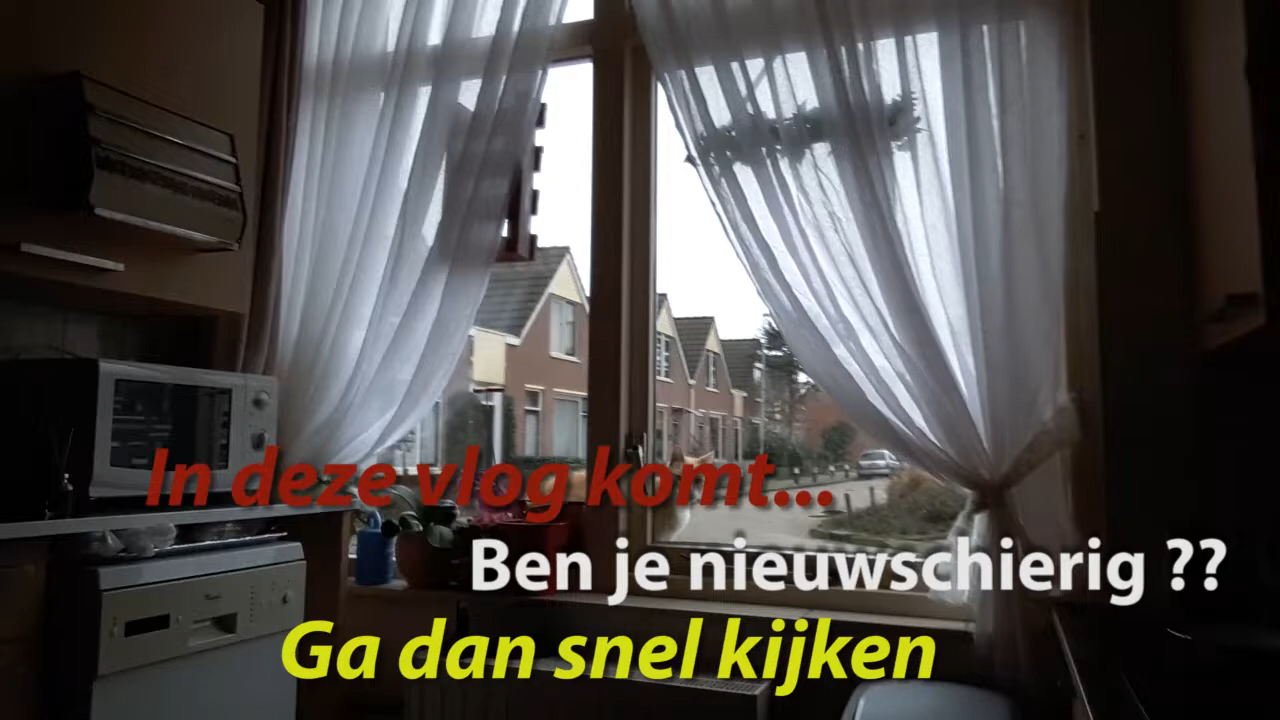 In deze vlog komt...
Ben je nieuwschierig ??
Ga dan snel kijken